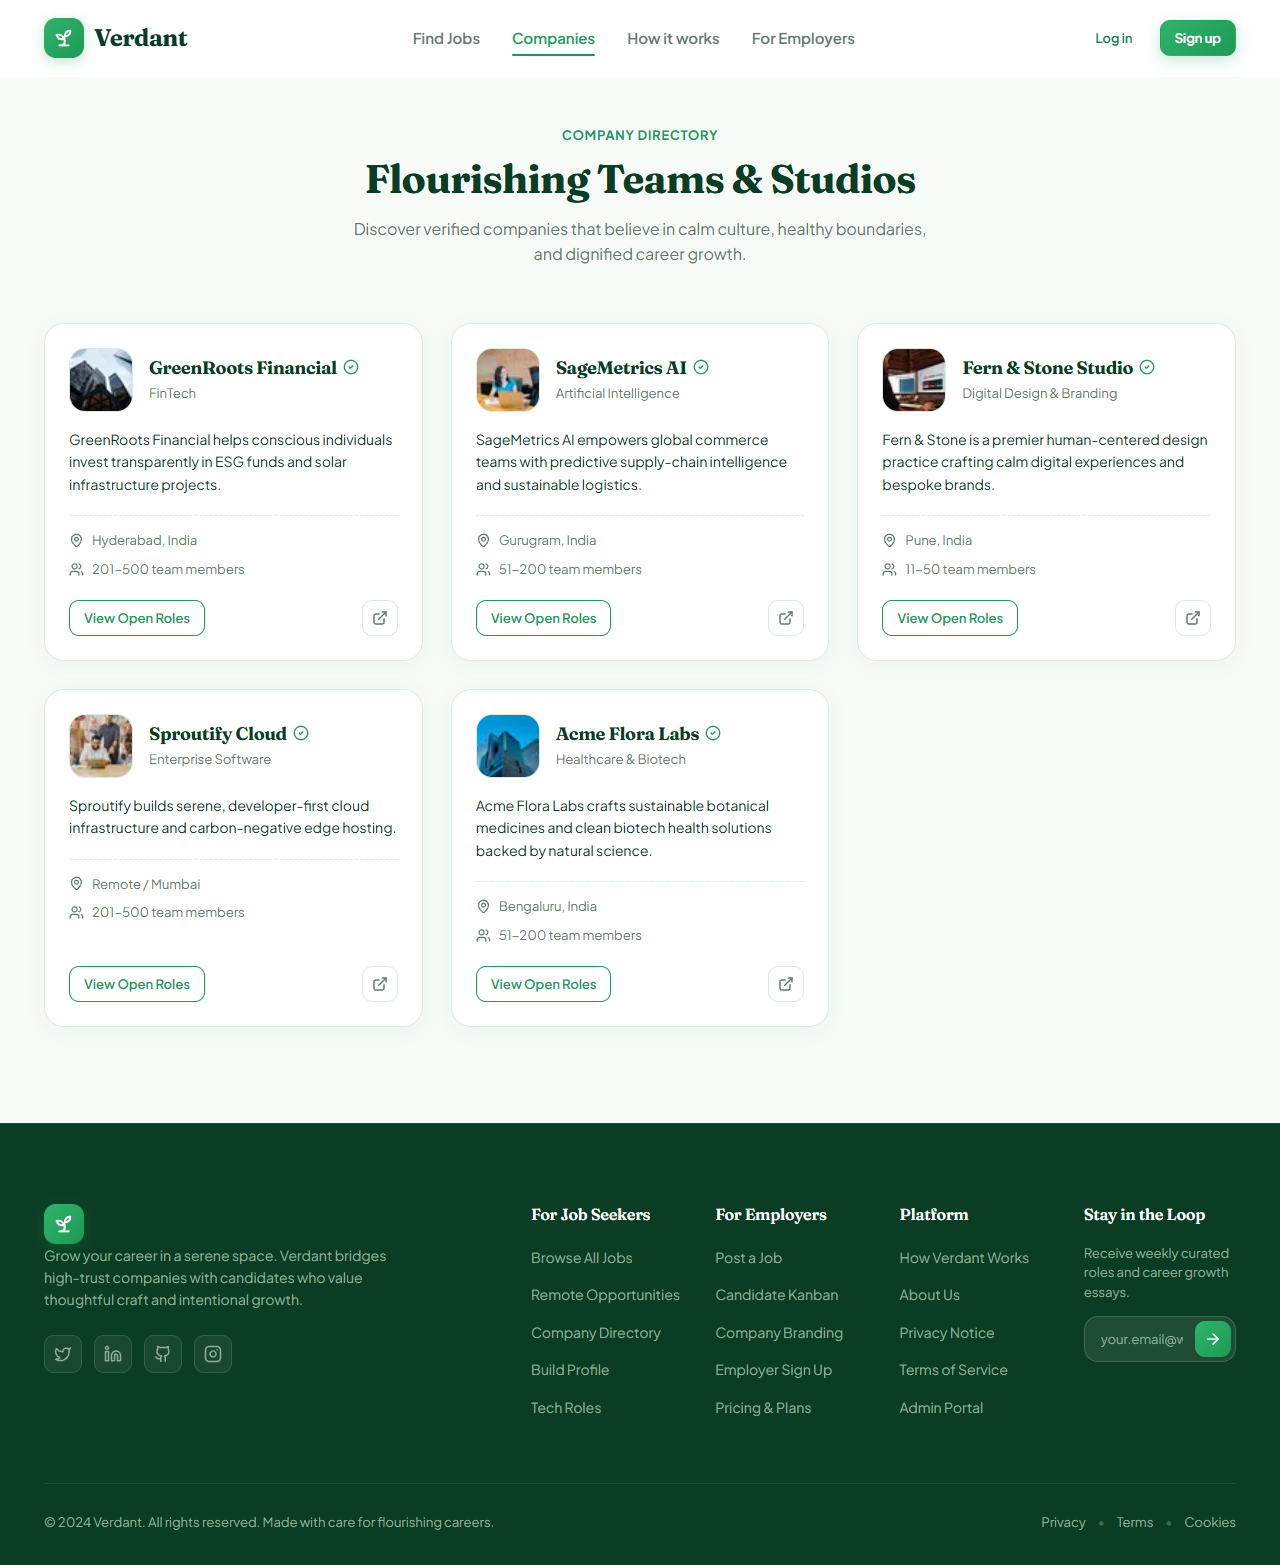 Verdant
Find Jobs
Companies
How it works
For Employers
Log in
Sign up
COMPANY DIRECTORY
Flourishing Teams & Studios
Discover verified companies that believe in calm culture, healthy boundaries,
and dignified career growth.
GreenRoots Financial
FinTech
GreenRoots Financial helps conscious individuals
invest transparently in ESG funds and solar
infrastructure projects.
Hyderabad, India
201–500 team members
View Open Roles
SageMetrics AI
Artificial Intelligence
SageMetrics AI empowers global commerce
teams with predictive supply-chain intelligence
and sustainable logistics.
Gurugram, India
51–200 team members
View Open Roles
Fern & Stone Studio
Digital Design & Branding
Fern & Stone is a premier human-centered design
practice crafting calm digital experiences and
bespoke brands.
Pune, India
11–50 team members
View Open Roles
Sproutify Cloud
Enterprise Software
Sproutify builds serene, developer-first cloud
infrastructure and carbon-negative edge hosting.
Remote / Mumbai
201–500 team members
View Open Roles
Acme Flora Labs
Healthcare & Biotech
Acme Flora Labs crafts sustainable botanical
medicines and clean biotech health solutions
backed by natural science.
Bengaluru, India
51–200 team members
View Open Roles
Grow your career in a serene space. Verdant bridges
high-trust companies with candidates who value
thoughtful craft and intentional growth.
For Job Seekers
Browse All Jobs
Remote Opportunities
Company Directory
Build Profile
Tech Roles
For Employers
Post a Job
Candidate Kanban
Company Branding
Employer Sign Up
Pricing & Plans
Platform
How Verdant Works
About Us
Privacy Notice
Terms of Service
Admin Portal
Stay in the Loop
Receive weekly curated
roles and career growth
essays.
your.email@w
© 2024 Verdant. All rights reserved. Made with care for flourishing careers.
Privacy • Terms • Cookies